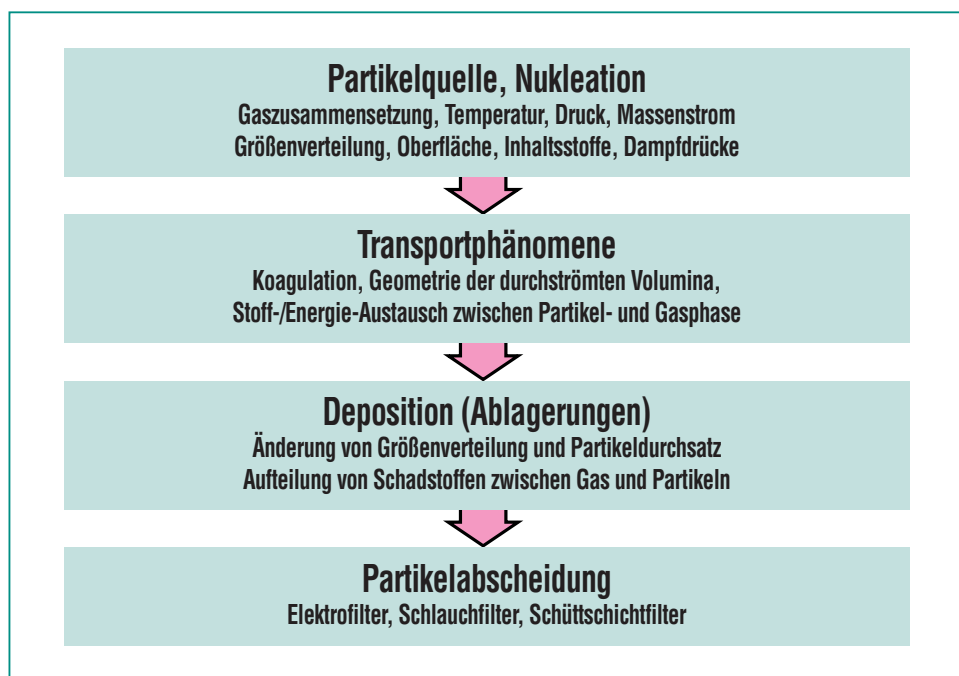 Partikelquelle, Nukleation
Gaszusammensetzung, Temperatur, Druck, Massenstrom
Größenverteilung, Oberfläche, Inhaltsstoffe, Dampfdrücke
Transportphänomene
Koagulation, Geometrie der durchströmten Volumina,
Stoff-/Energie-Austausch zwischen Partikel- und Gasphase
Deposition (Ablagerungen)
Änderung von Größenverteilung und Partikeldurchsatz
Aufteilung von Schadstoffen zwischen Gas und Partikeln
Partikelabscheidung
Elektrofilter, Schlauchfilter, Schüttschichtfilter